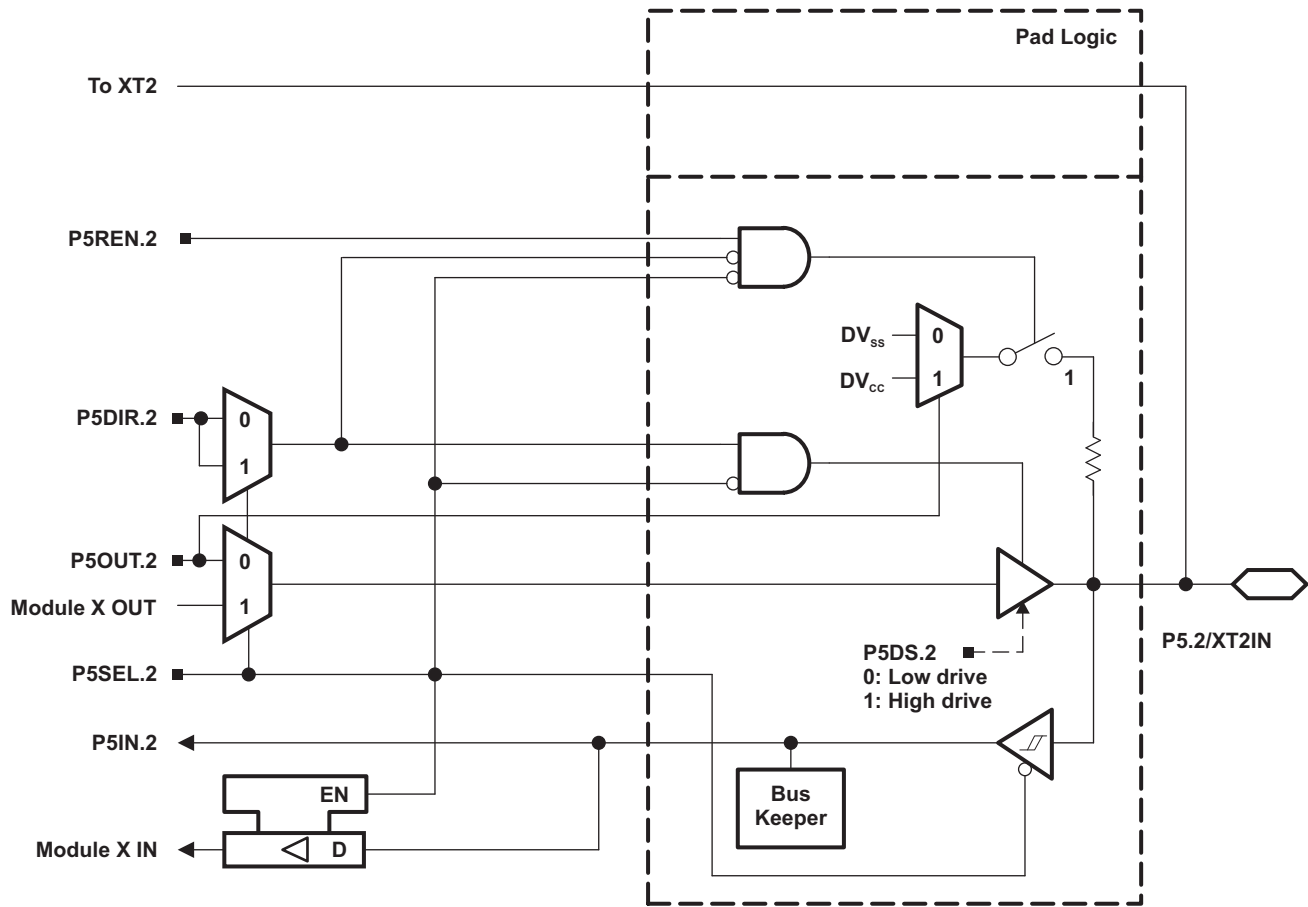 Pad Logic
To XT2
P5REN.2
DVSS
0
DVCC
1
1
P5DIR.2
0
1
P5OUT.2
0
Module X OUT
1
P5SEL.2
P5DS.2
0: Low drive
1: High drive
P5.2/XT2IN
P5IN.2
EN
Bus
Keeper
Module X IN
D